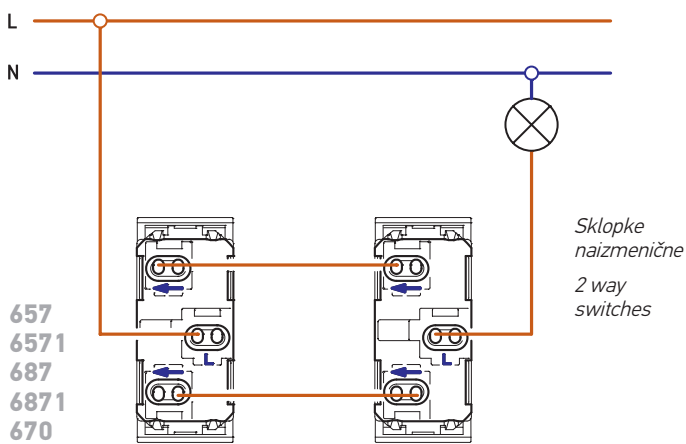 L
N
Sklopke
naizmenične
2 way
switches
657
6571
687
6871
670
L
L